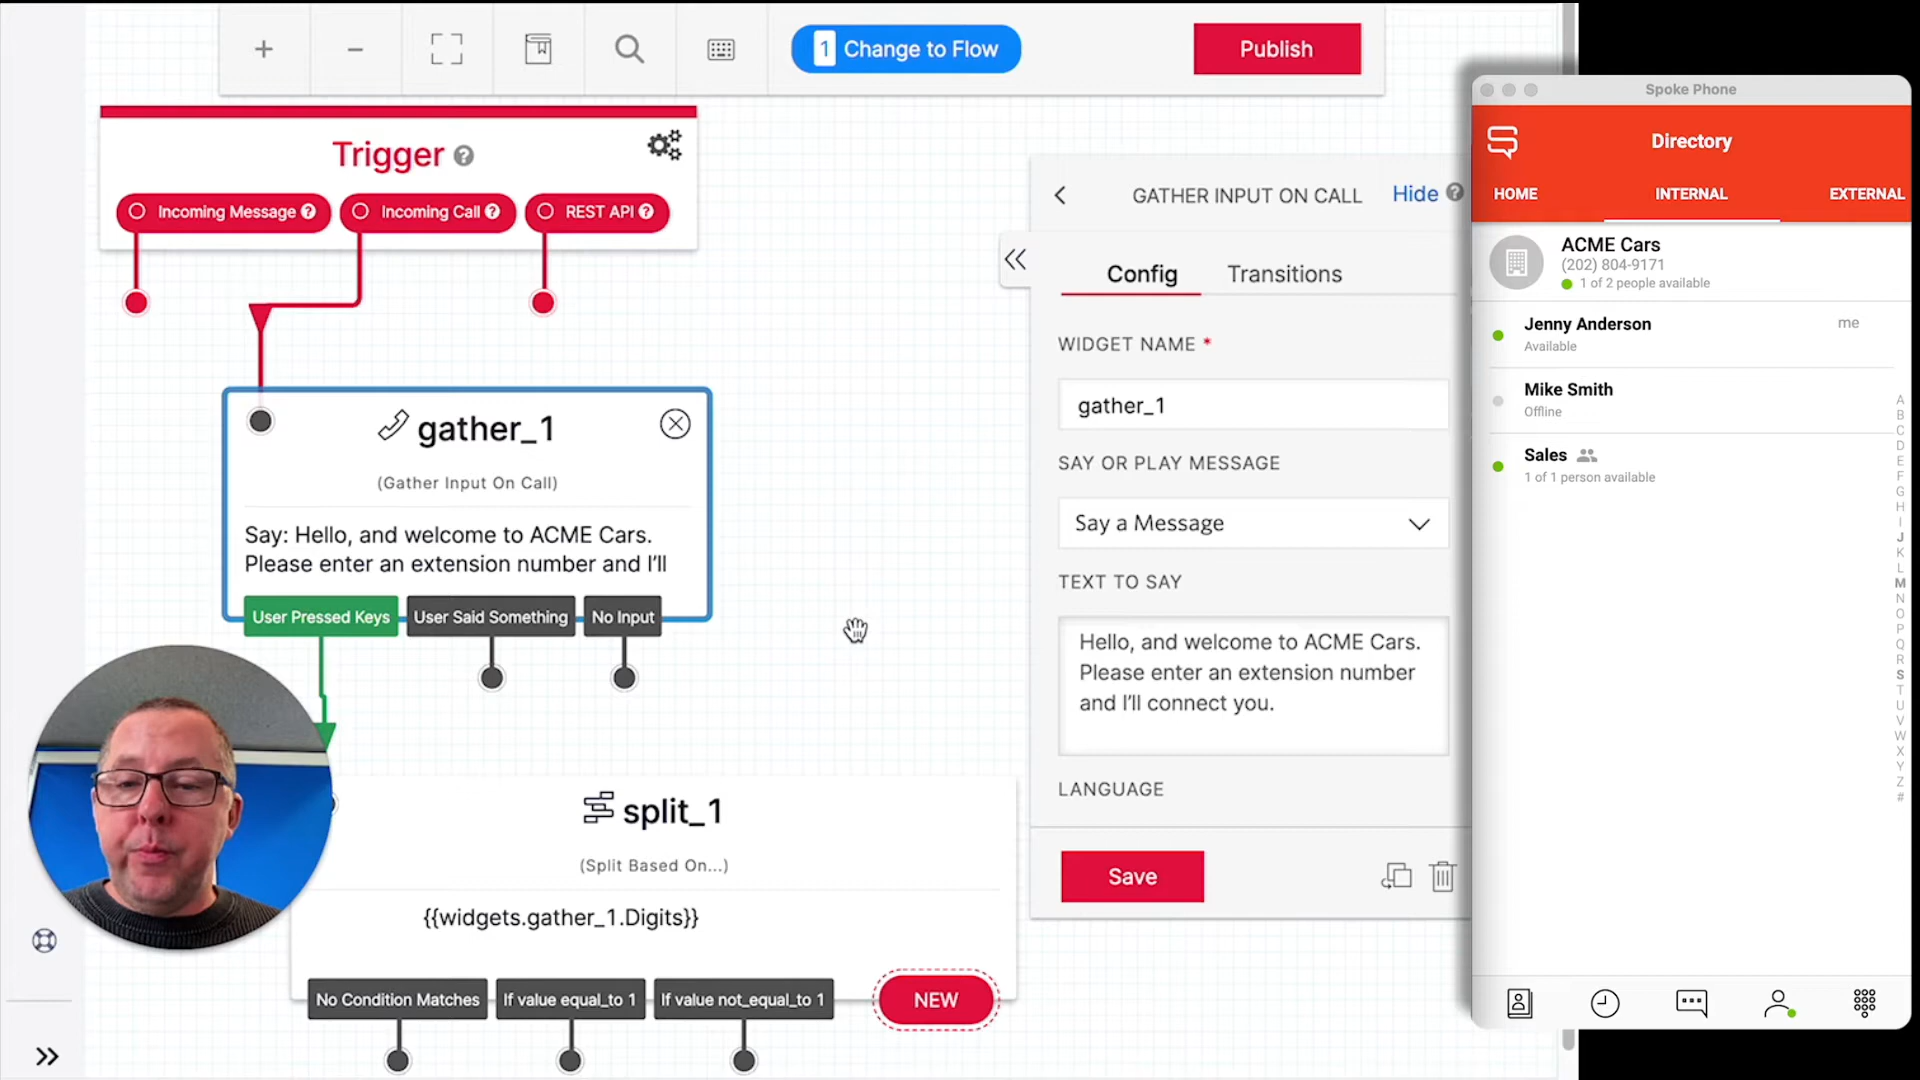 1 Change to Flow
Publish
Trigger ?
Incoming Message ?
Incoming Call ?
REST API ?
gather_1
(Gather Input On Call)
Say: Hello, and welcome to ACME Cars.
Please enter an extension number and I'll
User Pressed Keys
User Said Something
No Input
split_1
(Split Based On...)
{{widgets.gather_1.Digits}}
No Condition Matches
If value equal_to 1
If value not_equal_to 1
NEW
GATHER INPUT ON CALL
Hide ?
Config
Transitions
WIDGET NAME *
gather_1
SAY OR PLAY MESSAGE
Say a Message
TEXT TO SAY
Hello, and welcome to ACME Cars.
Please enter an extension number
and I'll connect you.
LANGUAGE
Save
Spoke Phone
Directory
HOME
INTERNAL
EXTERNAL
ACME Cars
(202) 804-9171
1 of 2 people available
Jenny Anderson
me
Available
Mike Smith
Offline
Sales
1 of 1 person available
A
B
C
D
E
F
G
H
I
J
K
L
M
N
O
P
Q
R
S
T
U
V
W
X
Y
Z
#